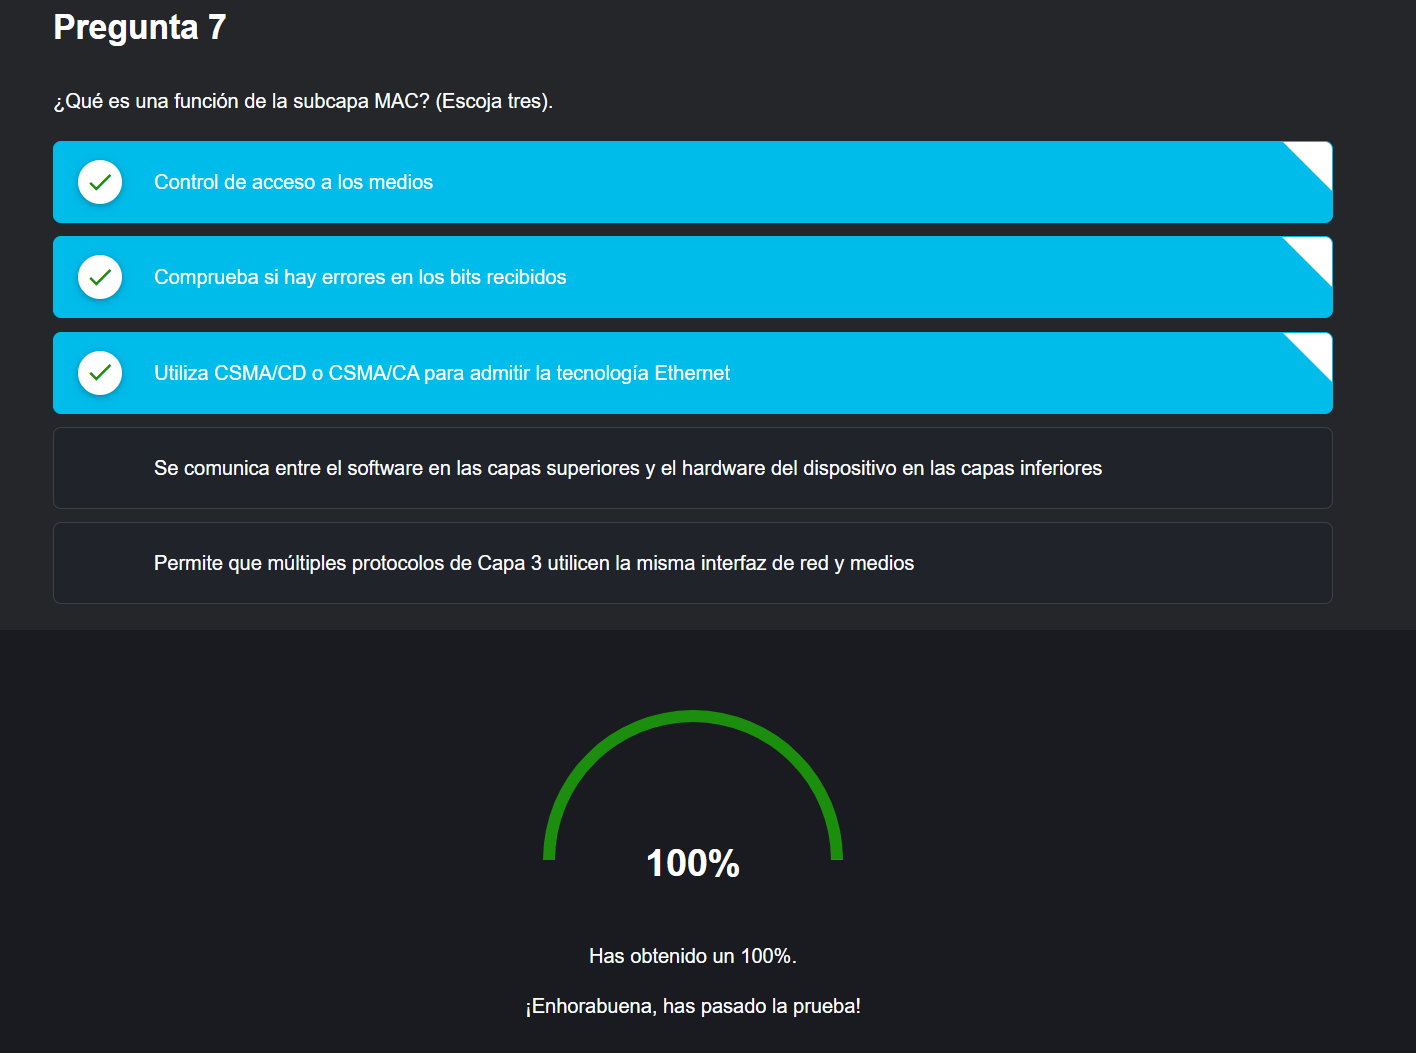 Pregunta 7
¿Qué es una función de la subcapa MAC? (Escoja tres).
Control de acceso a los medios
Comprueba si hay errores en los bits recibidos
Utiliza CSMA/CD o CSMA/CA para admitir la tecnología Ethernet
Se comunica entre el software en las capas superiores y el hardware del dispositivo en las capas inferiores
Permite que múltiples protocolos de Capa 3 utilicen la misma interfaz de red y medios
100%
Has obtenido un 100%.
¡Enhorabuena, has pasado la prueba!